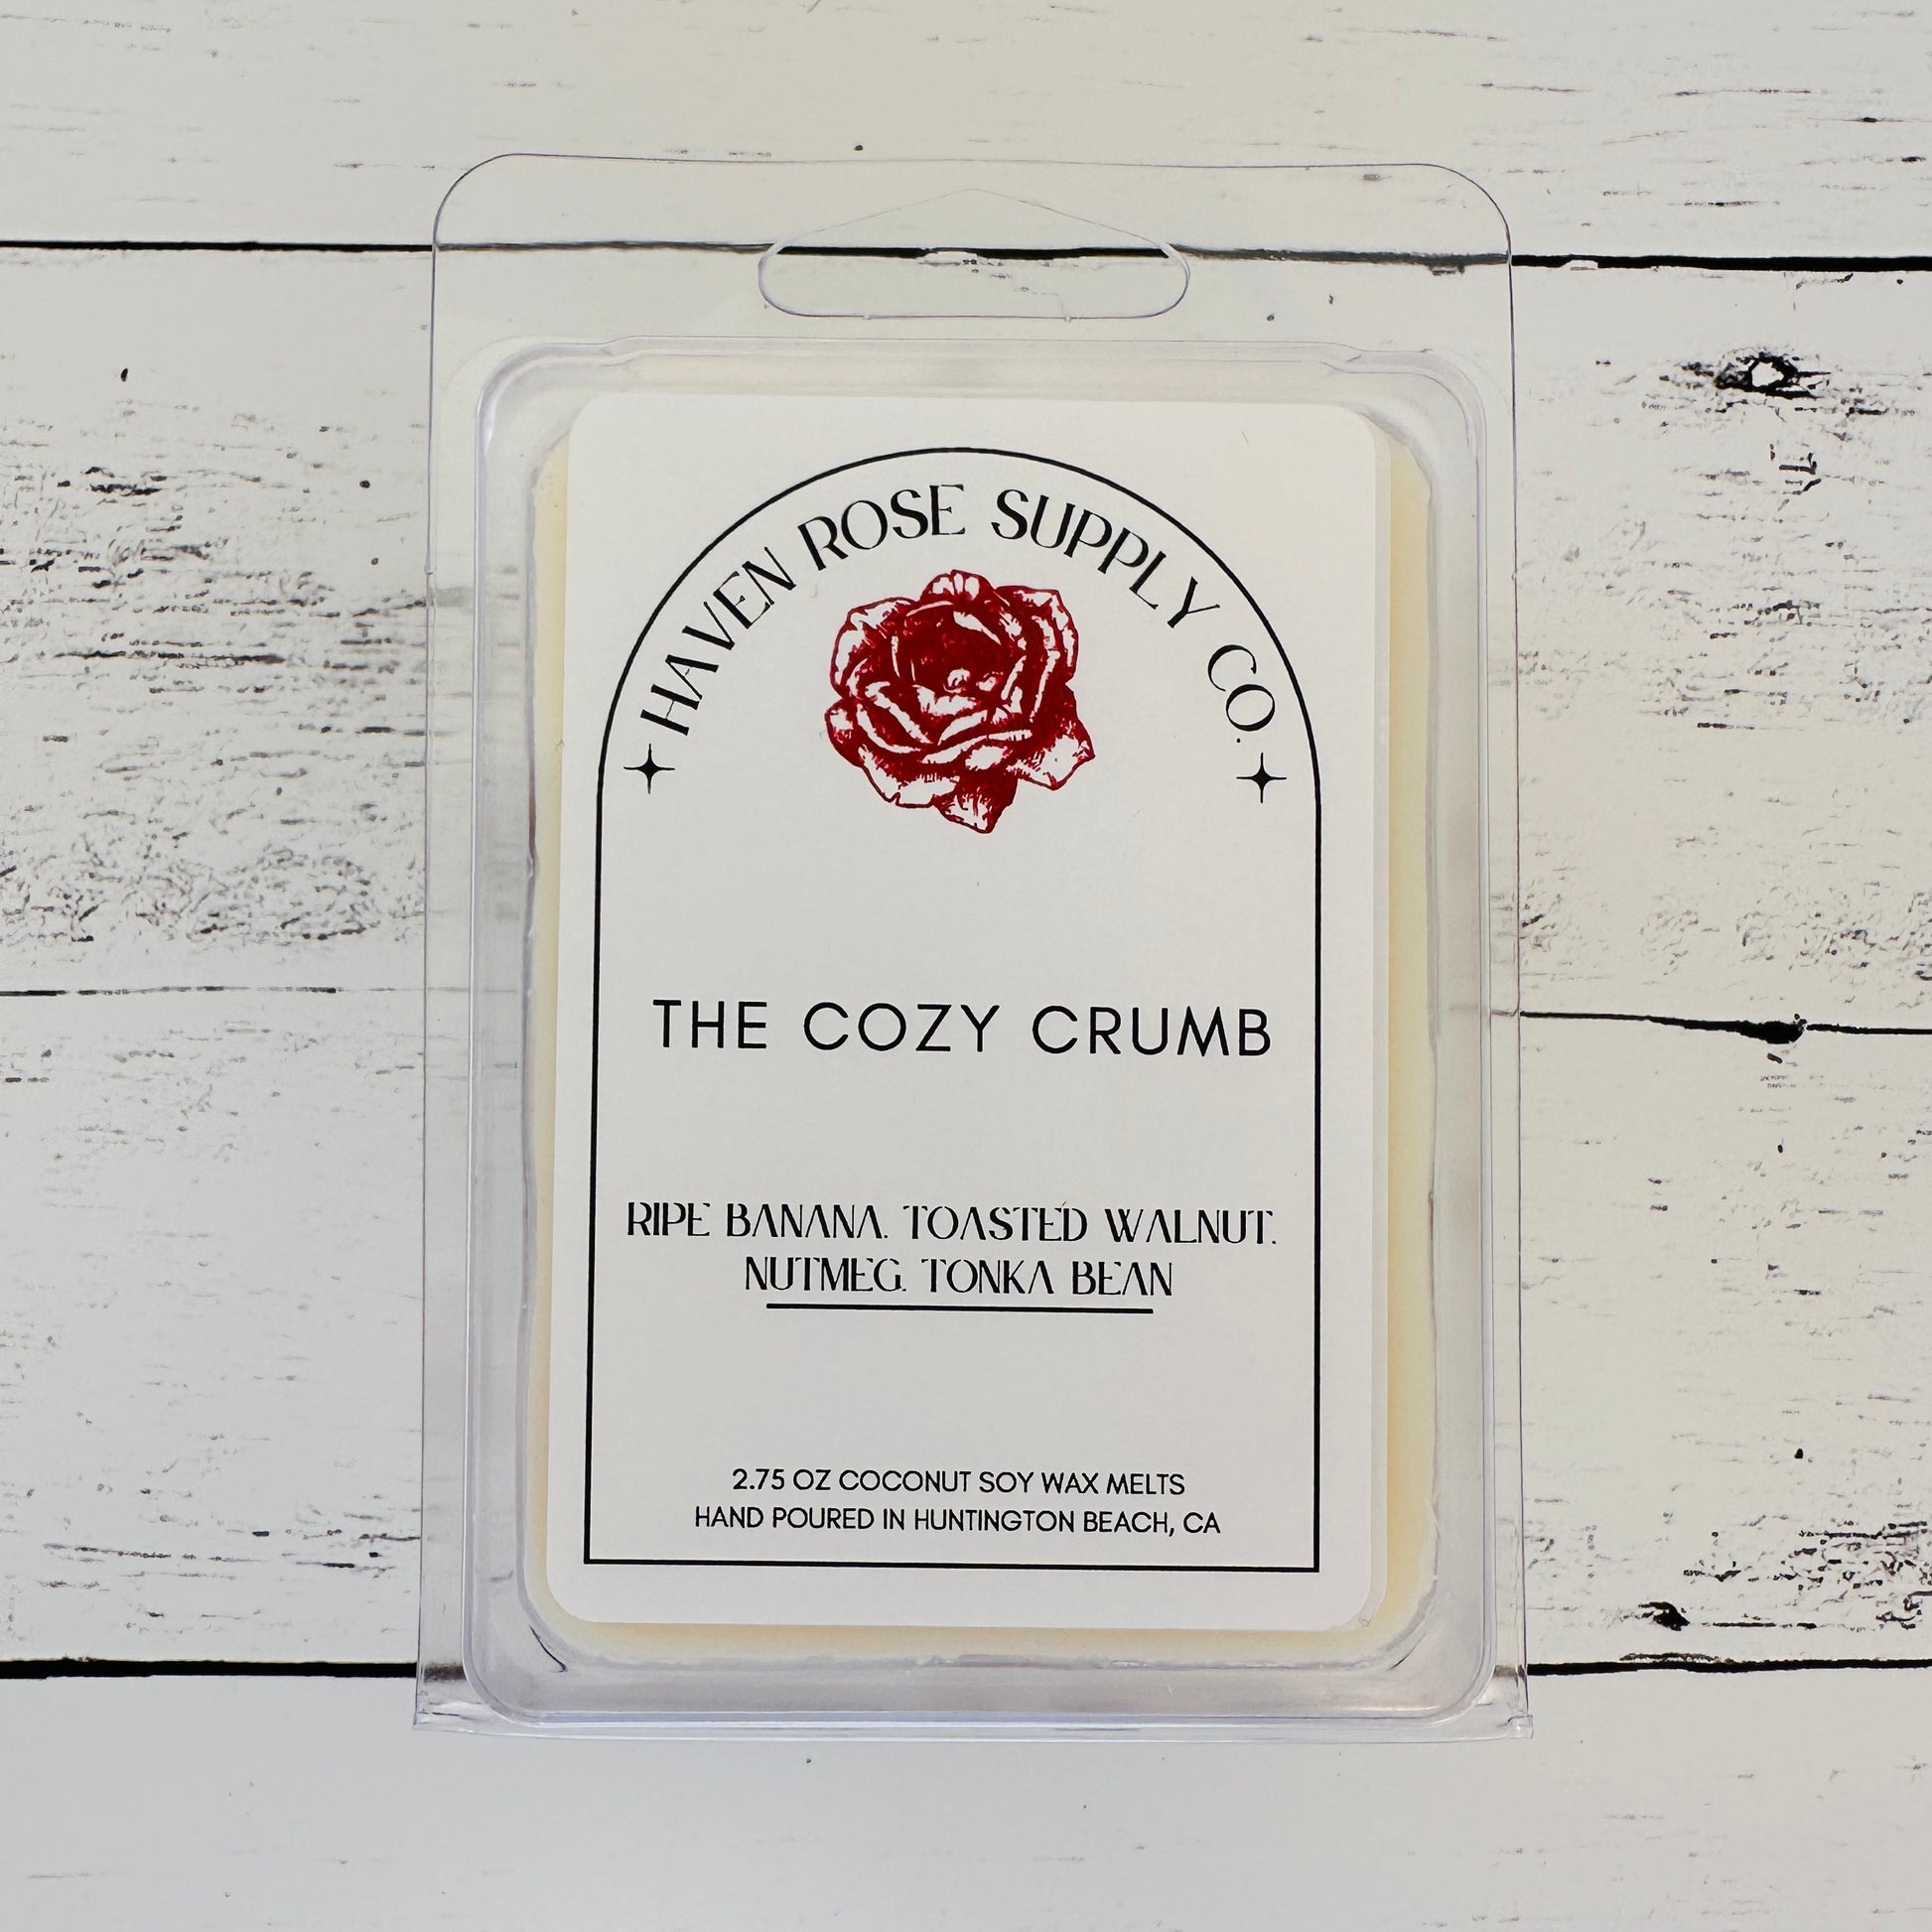 HAVEN ROSE SUPPLY CO.
THE COZY CRUMB
RIPE BANANA. TOASTED WALNUT.
NUTMEG. TONKA BEAN
2.75 OZ COCONUT SOY WAX MELTS
HAND POURED IN HUNTINGTON BEACH, CA